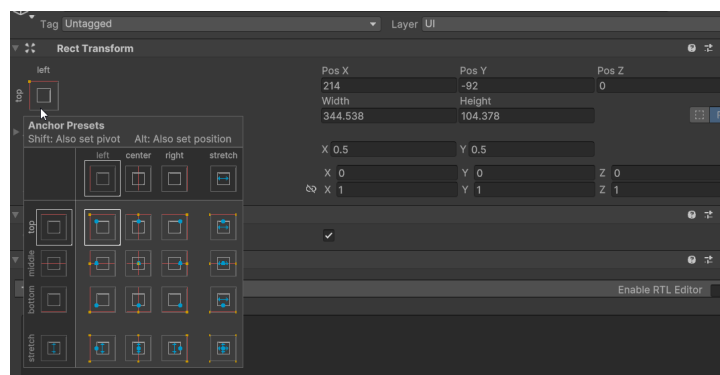 Tag Untagged Layer UI
Rect Transform
left
top
Pos X Pos Y Pos Z
214 -92 0
Width Height
344.538 104.378
Anchor Presets
Shift: Also set pivot Alt: Also set position
left center right stretch
top
middle
bottom
stretch
X 0.5 Y 0.5
X 0 Y 0 Z 0
X 1 Y 1 Z 1
Enable RTL Editor